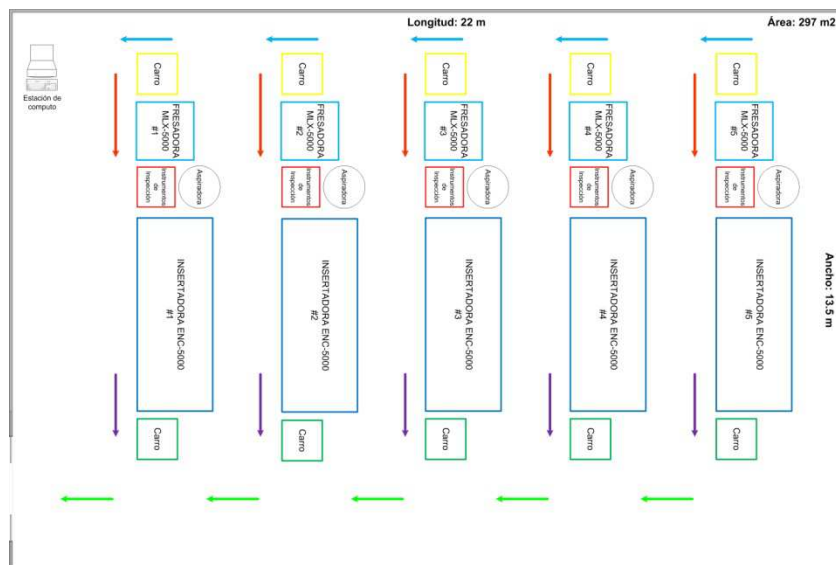 Longitud: 22 m
Área: 297 m2
Estación de
computo
Carro
Carro
Carro
Carro
Carro
FRESADORA
MLX-5000
#1
FRESADORA
MLX-5000
#2
FRESADORA
MLX-5000
#3
FRESADORA
MLX-5000
#4
FRESADORA
MLX-5000
#5
Instrumentos
de
Inspección
Aspiradora
Instrumentos
de
Inspección
Aspiradora
Instrumentos
de
Inspección
Aspiradora
Instrumentos
de
Inspección
Aspiradora
Instrumentos
de
Inspección
Aspiradora
Ancho: 13.5 m
INSERTADORA ENC-5000
#1
INSERTADORA ENC-5000
#2
INSERTADORA ENC-5000
#3
INSERTADORA ENC-5000
#4
INSERTADORA ENC-5000
#5
Carro
Carro
Carro
Carro
Carro